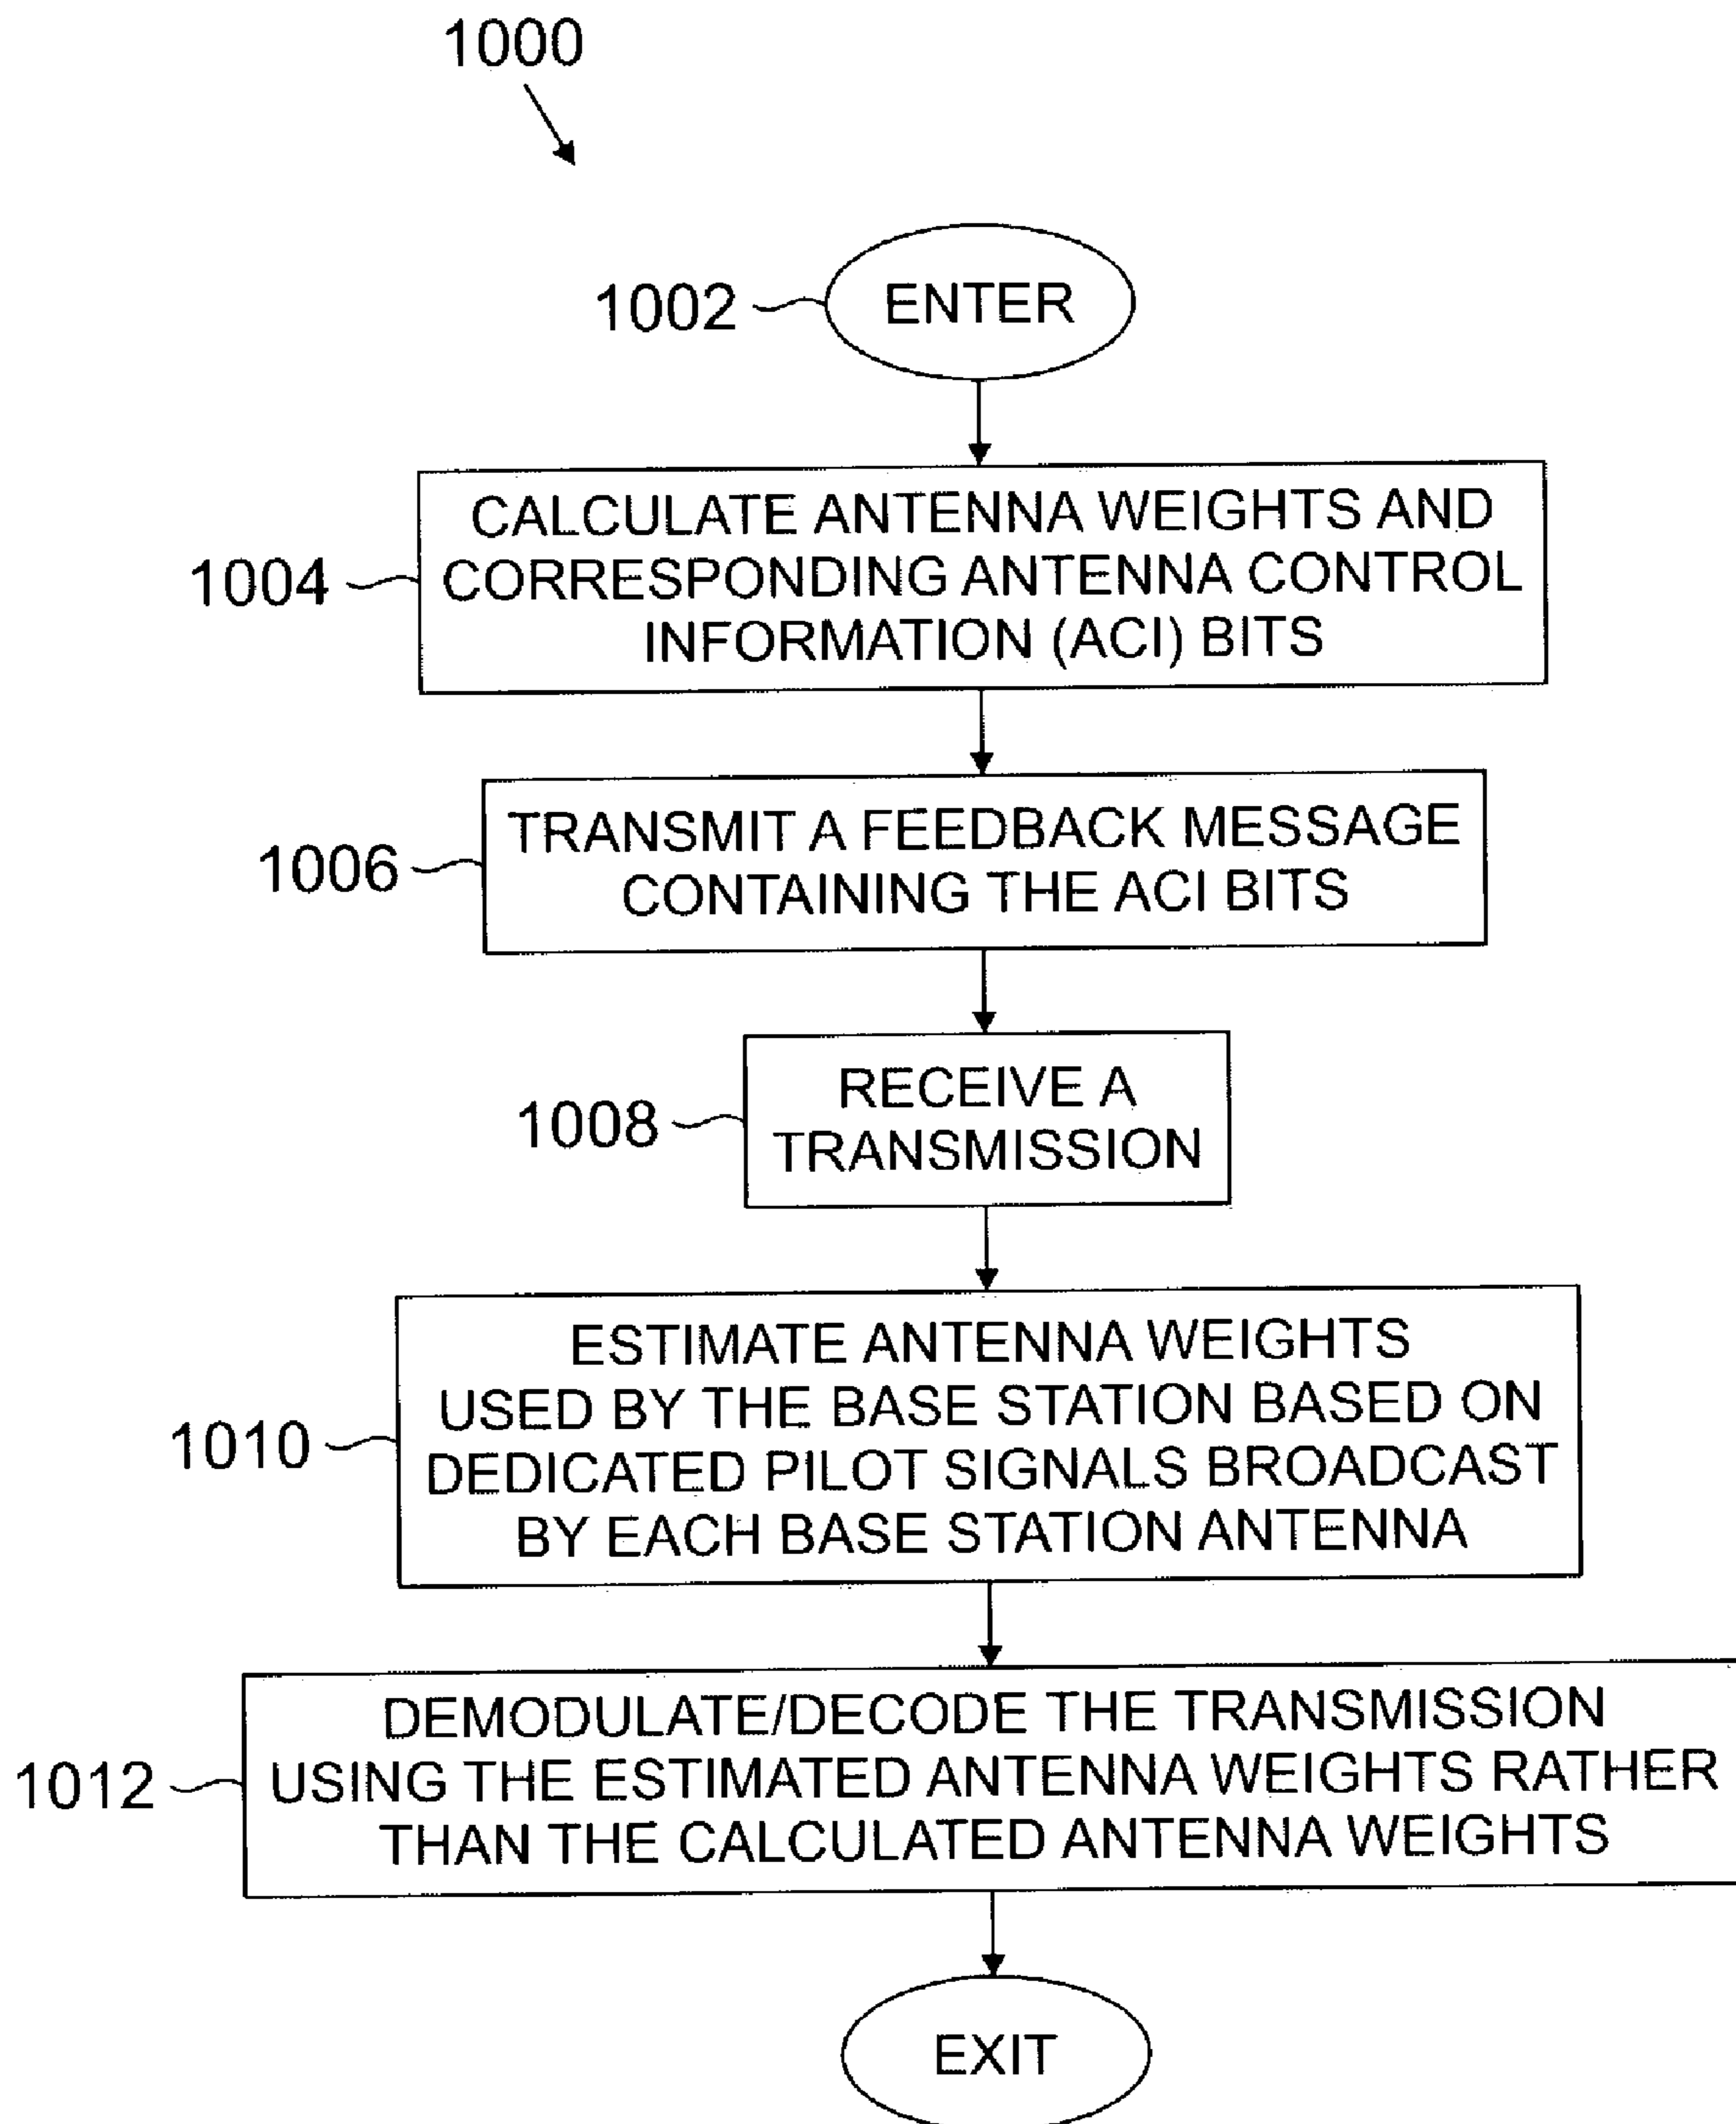 1000
1002
ENTER
1004
CALCULATE ANTENNA WEIGHTS AND
CORRESPONDING ANTENNA CONTROL
INFORMATION (ACI) BITS
1006
TRANSMIT A FEEDBACK MESSAGE
CONTAINING THE ACI BITS
1008
RECEIVE A
TRANSMISSION
1010
ESTIMATE ANTENNA WEIGHTS
USED BY THE BASE STATION BASED ON
DEDICATED PILOT SIGNALS BROADCAST
BY EACH BASE STATION ANTENNA
1012
DEMODULATE/DECODE THE TRANSMISSION
USING THE ESTIMATED ANTENNA WEIGHTS RATHER
THAN THE CALCULATED ANTENNA WEIGHTS
EXIT